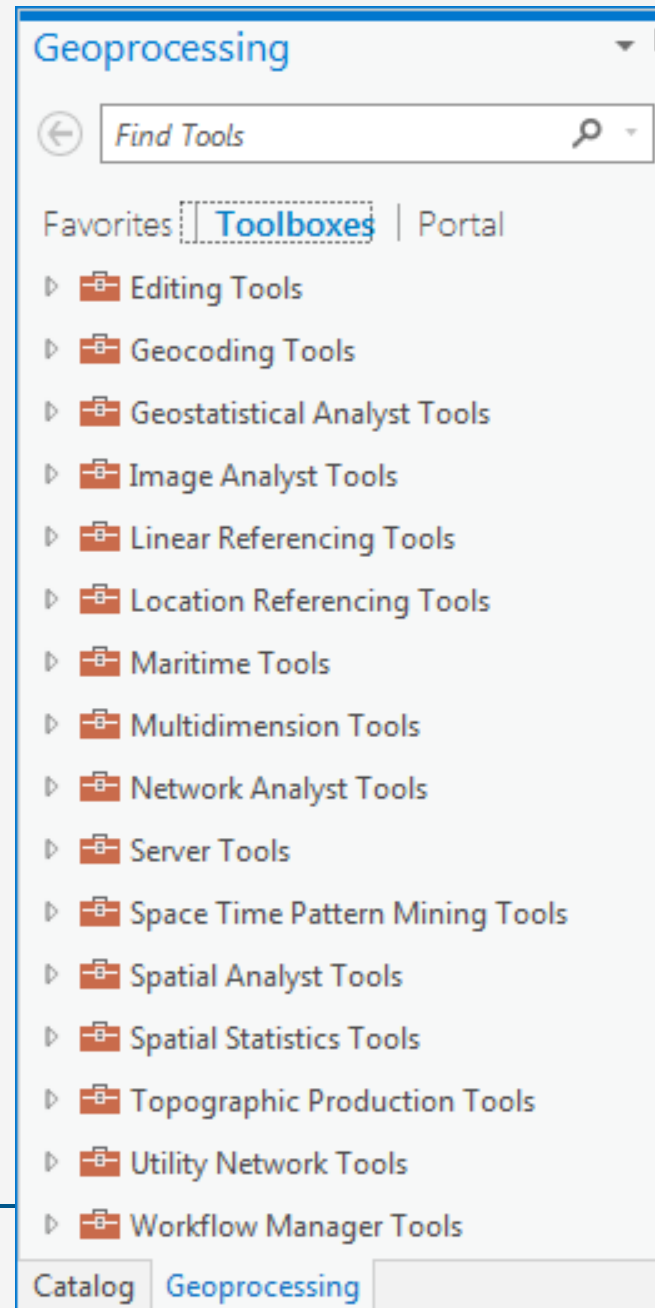 Geoprocessing
Find Tools
Favorites | Toolboxes | Portal
Editing Tools
Geocoding Tools
Geostatistical Analyst Tools
Image Analyst Tools
Linear Referencing Tools
Location Referencing Tools
Maritime Tools
Multidimension Tools
Network Analyst Tools
Server Tools
Space Time Pattern Mining Tools
Spatial Analyst Tools
Spatial Statistics Tools
Topographic Production Tools
Utility Network Tools
Workflow Manager Tools
Catalog Geoprocessing